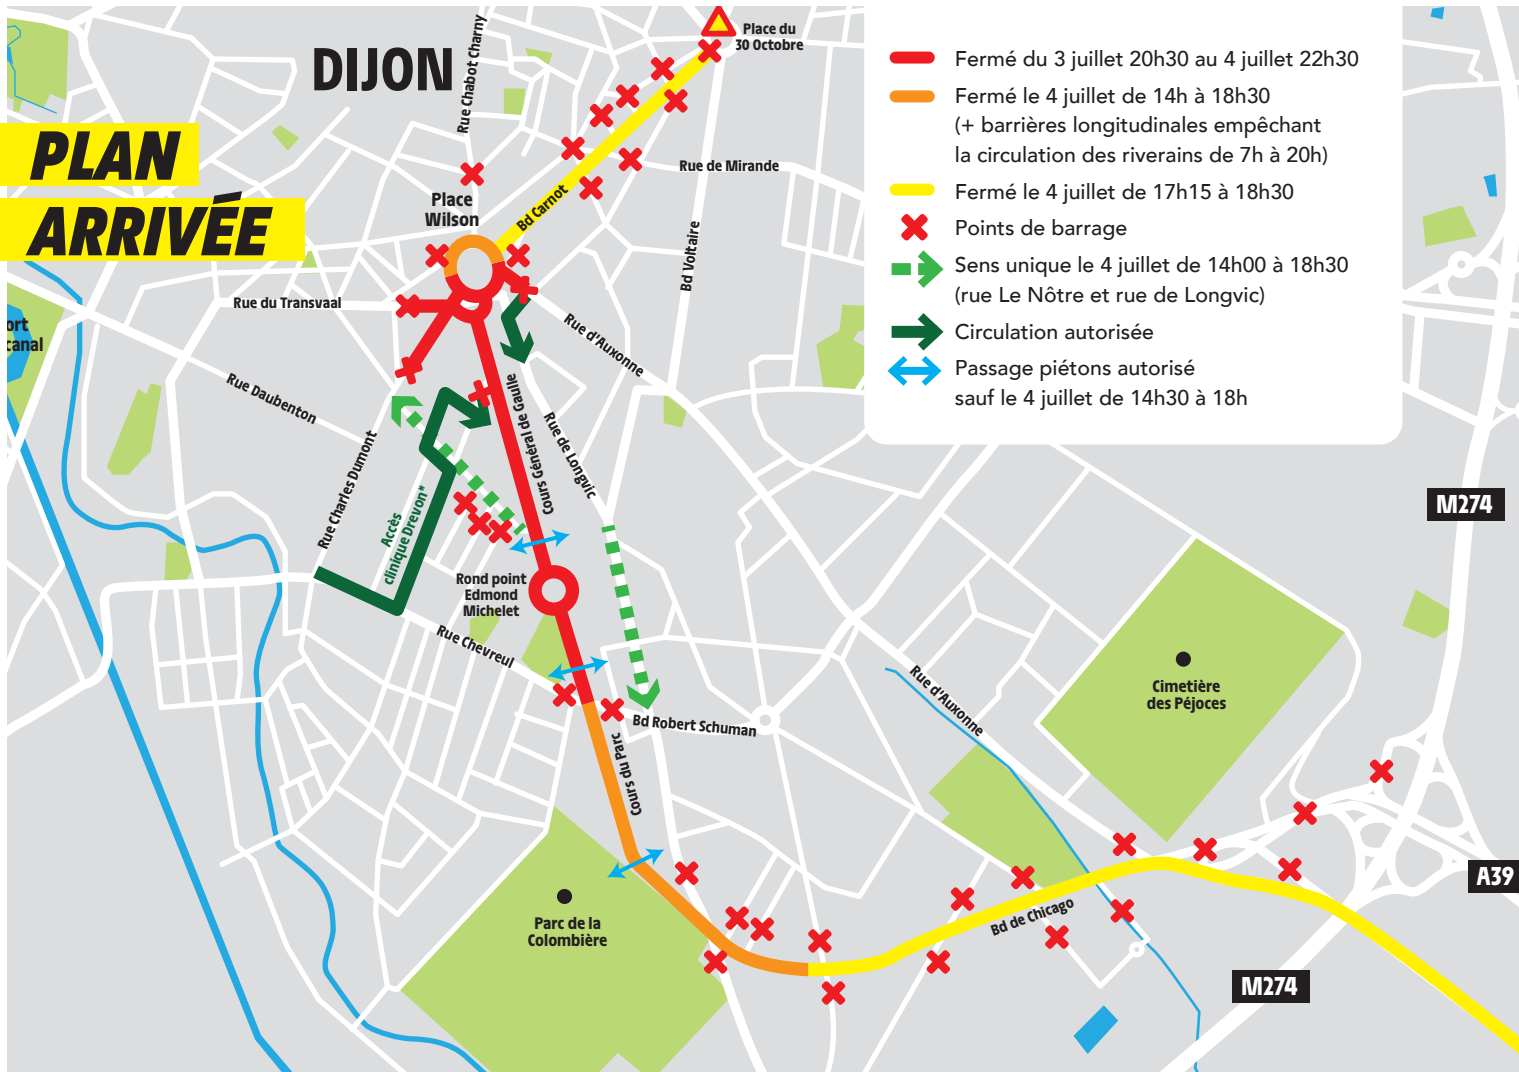 DIJON
PLAN
ARRIVÉE
Place du
30 Octobre
Rue Chabot Charny
Rue de Mirande
Place
Wilson
Bd Carnot
Bd Voltaire
Rue du Transvaal
ort
canal
Rue d'Auxonne
Rue Daubenton
Cours Général de Gaulle
Rue de Longvic
Rue Charles Dumont
Accès
clinique Drevon*
Rond point
Edmond
Michelet
Rue Chevreul
Bd Robert Schuman
Cours du Parc
Parc de la
Colombière
Rue d'Auxonne
Cimetière
des Péjoces
Bd de Chicago
M274
A39
M274
Fermé du 3 juillet 20h30 au 4 juillet 22h30
Fermé le 4 juillet de 14h à 18h30
(+ barrières longitudinales empêchant
la circulation des riverains de 7h à 20h)
Fermé le 4 juillet de 17h15 à 18h30
Points de barrage
Sens unique le 4 juillet de 14h00 à 18h30
(rue Le Nôtre et rue de Longvic)
Circulation autorisée
Passage piétons autorisé
sauf le 4 juillet de 14h30 à 18h